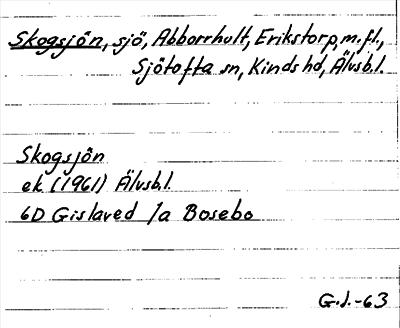 Skogsjön, sjö, Abborrhult, Erikstorp, m.fl.,
Sjötofta sn, Kinds hd, Älvsb.l.
Skogsjön
ek (1961) Älvsb.l.
6D Gislaved 1a Bosebo
G.J.-63